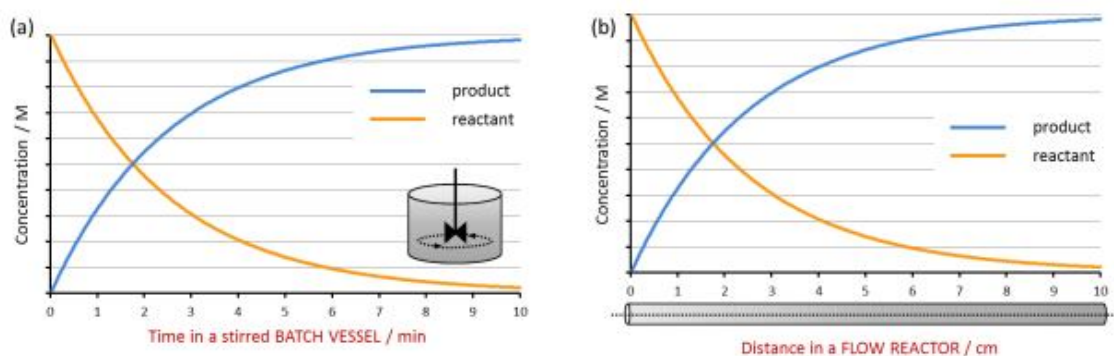 (a)
Concentration / M
product
reactant
0 1 2 3 4 5 6 7 8 9 10
Time in a stirred BATCH VESSEL / min
(b)
Concentration / M
product
reactant
0 1 2 3 4 5 6 7 8 9 10
Distance in a FLOW REACTOR / cm